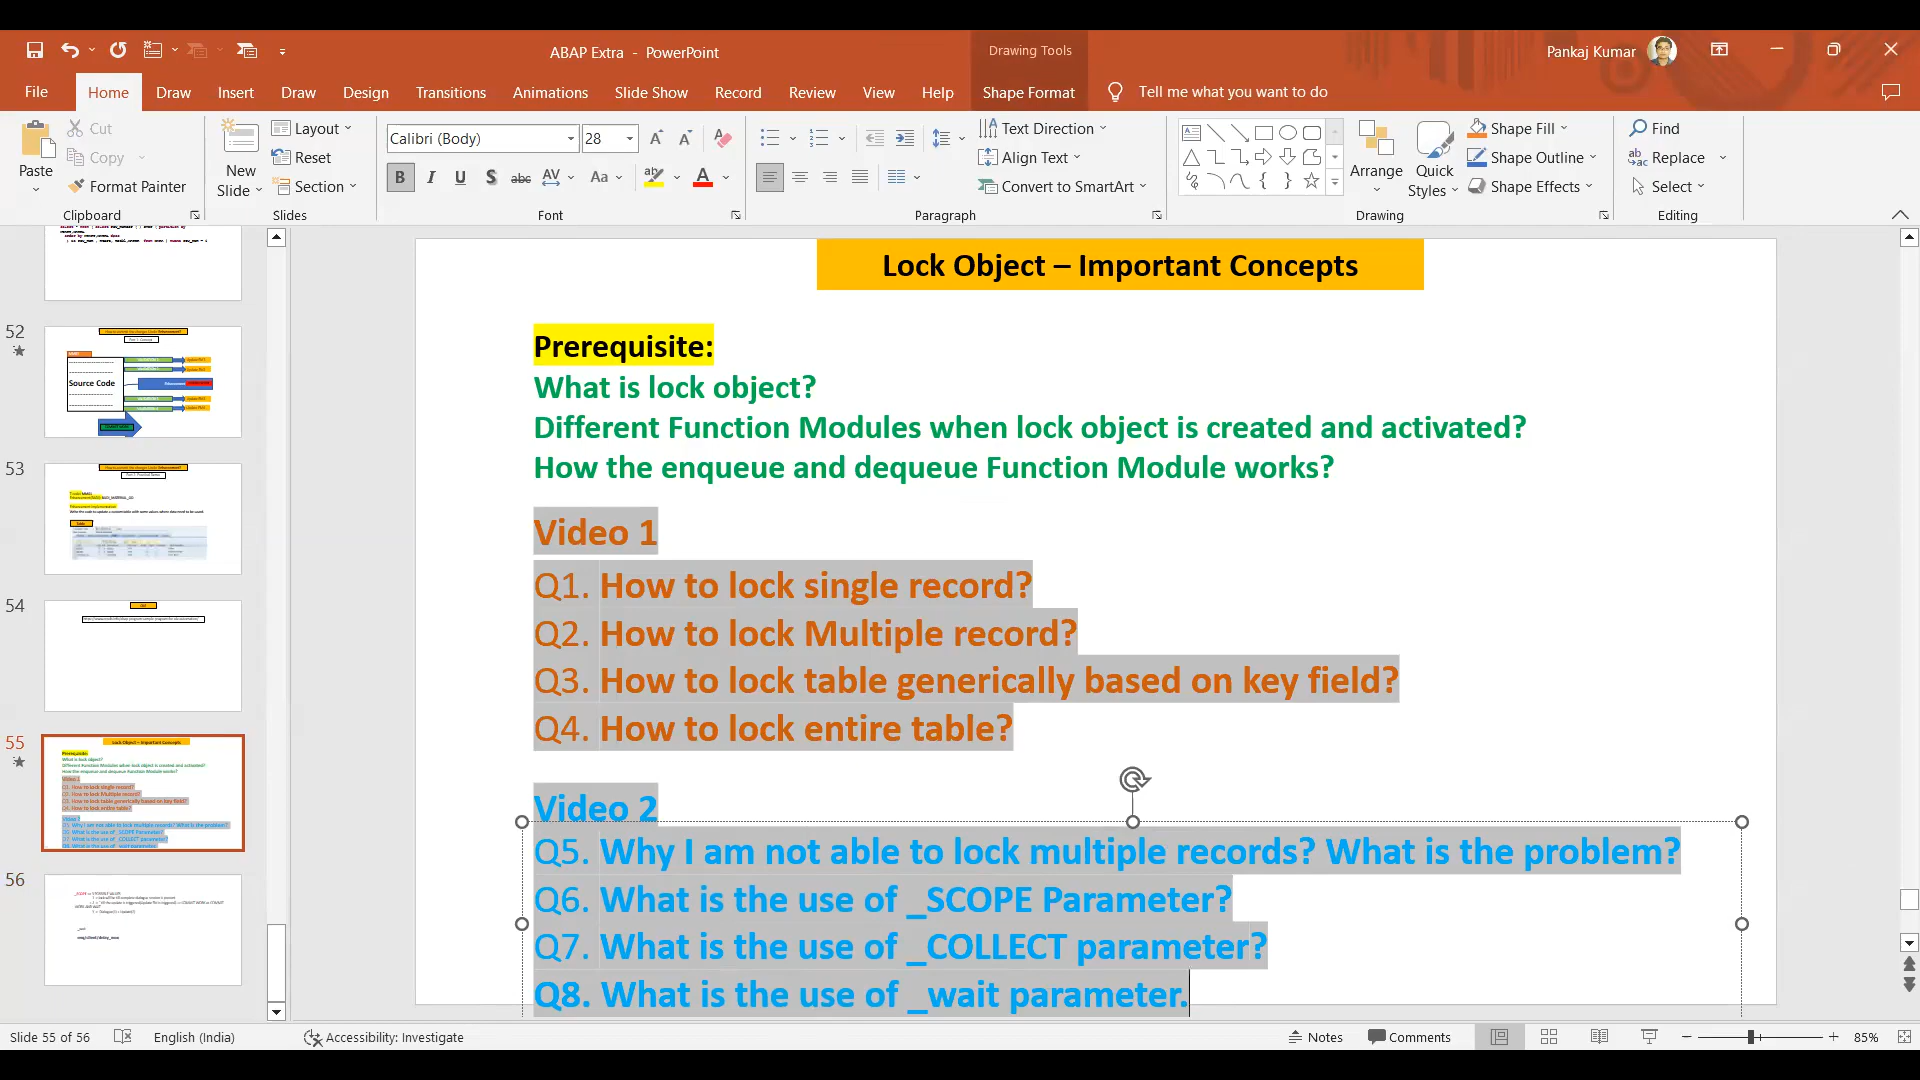 ABAP Extra - PowerPoint
Drawing Tools
Pankaj Kumar
File Home Draw Insert Draw Design Transitions Animations Slide Show Record Review View Help Shape Format Tell me what you want to do
Paste
Cut
Copy
Format Painter
Clipboard
New Slide
Layout
Reset
Section
Slides
Calibri (Body) 28
B I U S abc AV Aa A
Font
Text Direction
Align Text
Convert to SmartArt
Paragraph
Arrange
Quick Styles
Shape Fill
Shape Outline
Shape Effects
Drawing
Find
Replace
Select
Editing
52
Source Code
53
54
55
56
Lock Object – Important Concepts
Prerequisite:
What is lock object?
Different Function Modules when lock object is created and activated?
How the enqueue and dequeue Function Module works?
Video 1
Q1. How to lock single record?
Q2. How to lock Multiple record?
Q3. How to lock table generically based on key field?
Q4. How to lock entire table?
Video 2
Q5. Why I am not able to lock multiple records? What is the problem?
Q6. What is the use of _SCOPE Parameter?
Q7. What is the use of _COLLECT parameter?
Q8. What is the use of _wait parameter.
Slide 55 of 56 English (India) Accessibility: Investigate Notes Comments 85%